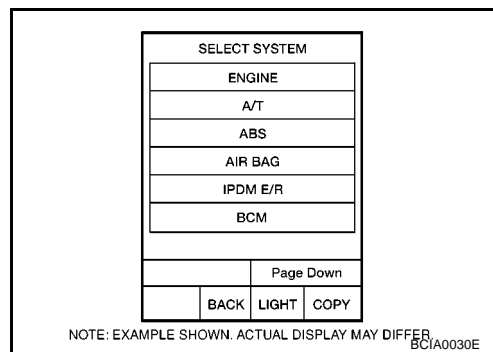 SELECT SYSTEM
ENGINE
A/T
ABS
AIR BAG
IPDM E/R
BCM
Page Down
BACK LIGHT COPY
NOTE: EXAMPLE SHOWN. ACTUAL DISPLAY MAY DIFFER.
BCIA0030E